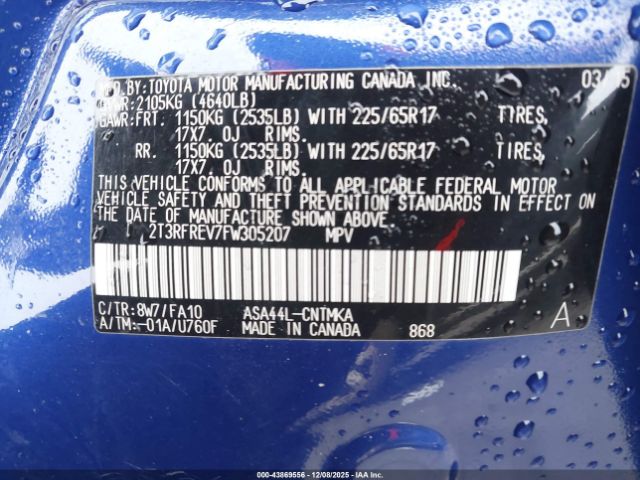 MFD. BY: TOYOTA MOTOR MANUFACTURING CANADA INC.
GVWR: 2105KG (4640LB)
GAWR: FRT. 1150KG (2535LB) WITH 225/65R17 TIRES,
17X7. 0J RIMS.
RR. 1150KG (2535LB) WITH 225/65R17 TIRES,
17X7. 0J RIMS.
THIS VEHICLE CONFORMS TO ALL APPLICABLE FEDERAL MOTOR
VEHICLE SAFETY AND THEFT PREVENTION STANDARDS IN EFFECT ON
THE DATE OF MANUFACTURE SHOWN ABOVE.
2T3RFREV7FW305207 MPV
C/TR: 8W7/FA10 ASA44L-CNTMKA A
A/TM: -01A/U760F MADE IN CANADA 868
000-43869556 - 12/08/2025 - IAA Inc.